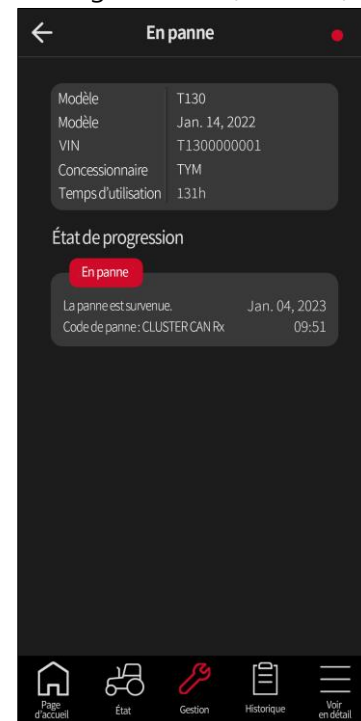 En panne
Modèle T130
Modèle Jan. 14, 2022
VIN T1300000001
Concessionnaire TYM
Temps d'utilisation 131h
État de progression
En panne
La panne est survenue. Jan. 04, 2023
Code de panne : CLUSTER CAN Rx 09:51
Page
d'accueil
État
Gestion
Historique
Voir
en détail